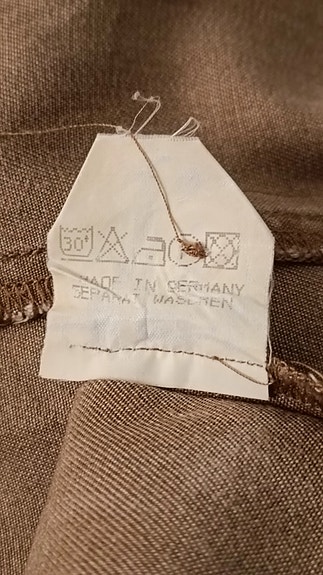 30°
MADE IN GERMANY
SEPARAT WASCHEN